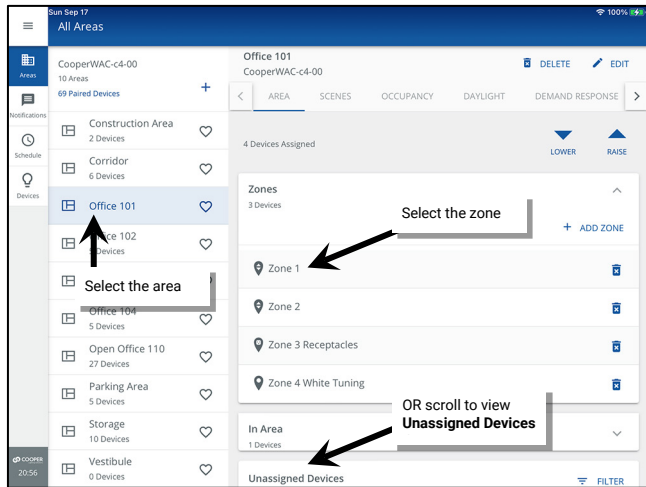 Sun Sep 17
100%
All Areas
Areas
Notifications
Schedule
Devices
COOPER
20:56
CooperWAC-c4-00
10 Areas
69 Paired Devices
+
Construction Area
2 Devices
Corridor
6 Devices
Office 101
ice 102
Devices
Select the area
Office 104
5 Devices
Open Office 110
27 Devices
Parking Area
5 Devices
Storage
10 Devices
Vestibule
0 Devices
Office 101
CooperWAC-c4-00
DELETE
EDIT
AREA SCENES OCCUPANCY DAYLIGHT DEMAND RESPONSE
4 Devices Assigned
LOWER
RAISE
Zones
3 Devices
Select the zone
+ ADD ZONE
Zone 1
Zone 2
Zone 3 Receptacles
Zone 4 White Tuning
OR scroll to view
Unassigned Devices
In Area
1 Devices
Unassigned Devices
FILTER